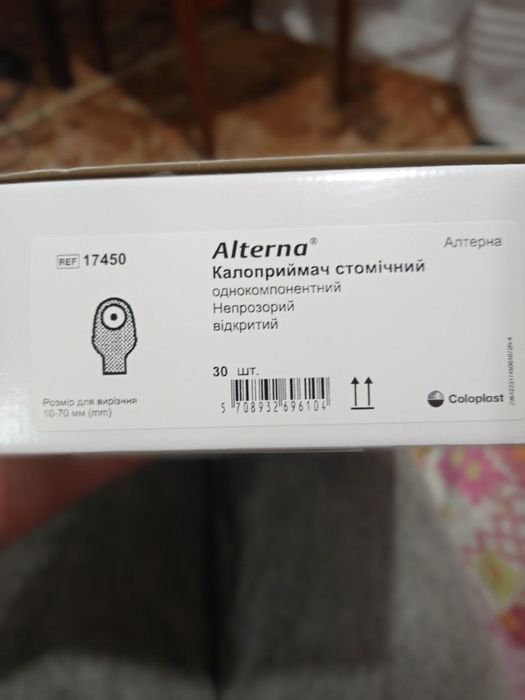 REF 17450
Alterna®
Алтерна
Калоприймач стомічний
однокомпонентний
Непрозорий
відкритий
30 шт.
5 708932 696104
Розмір для вирізння
10-70 мм (mm)
Coloplast